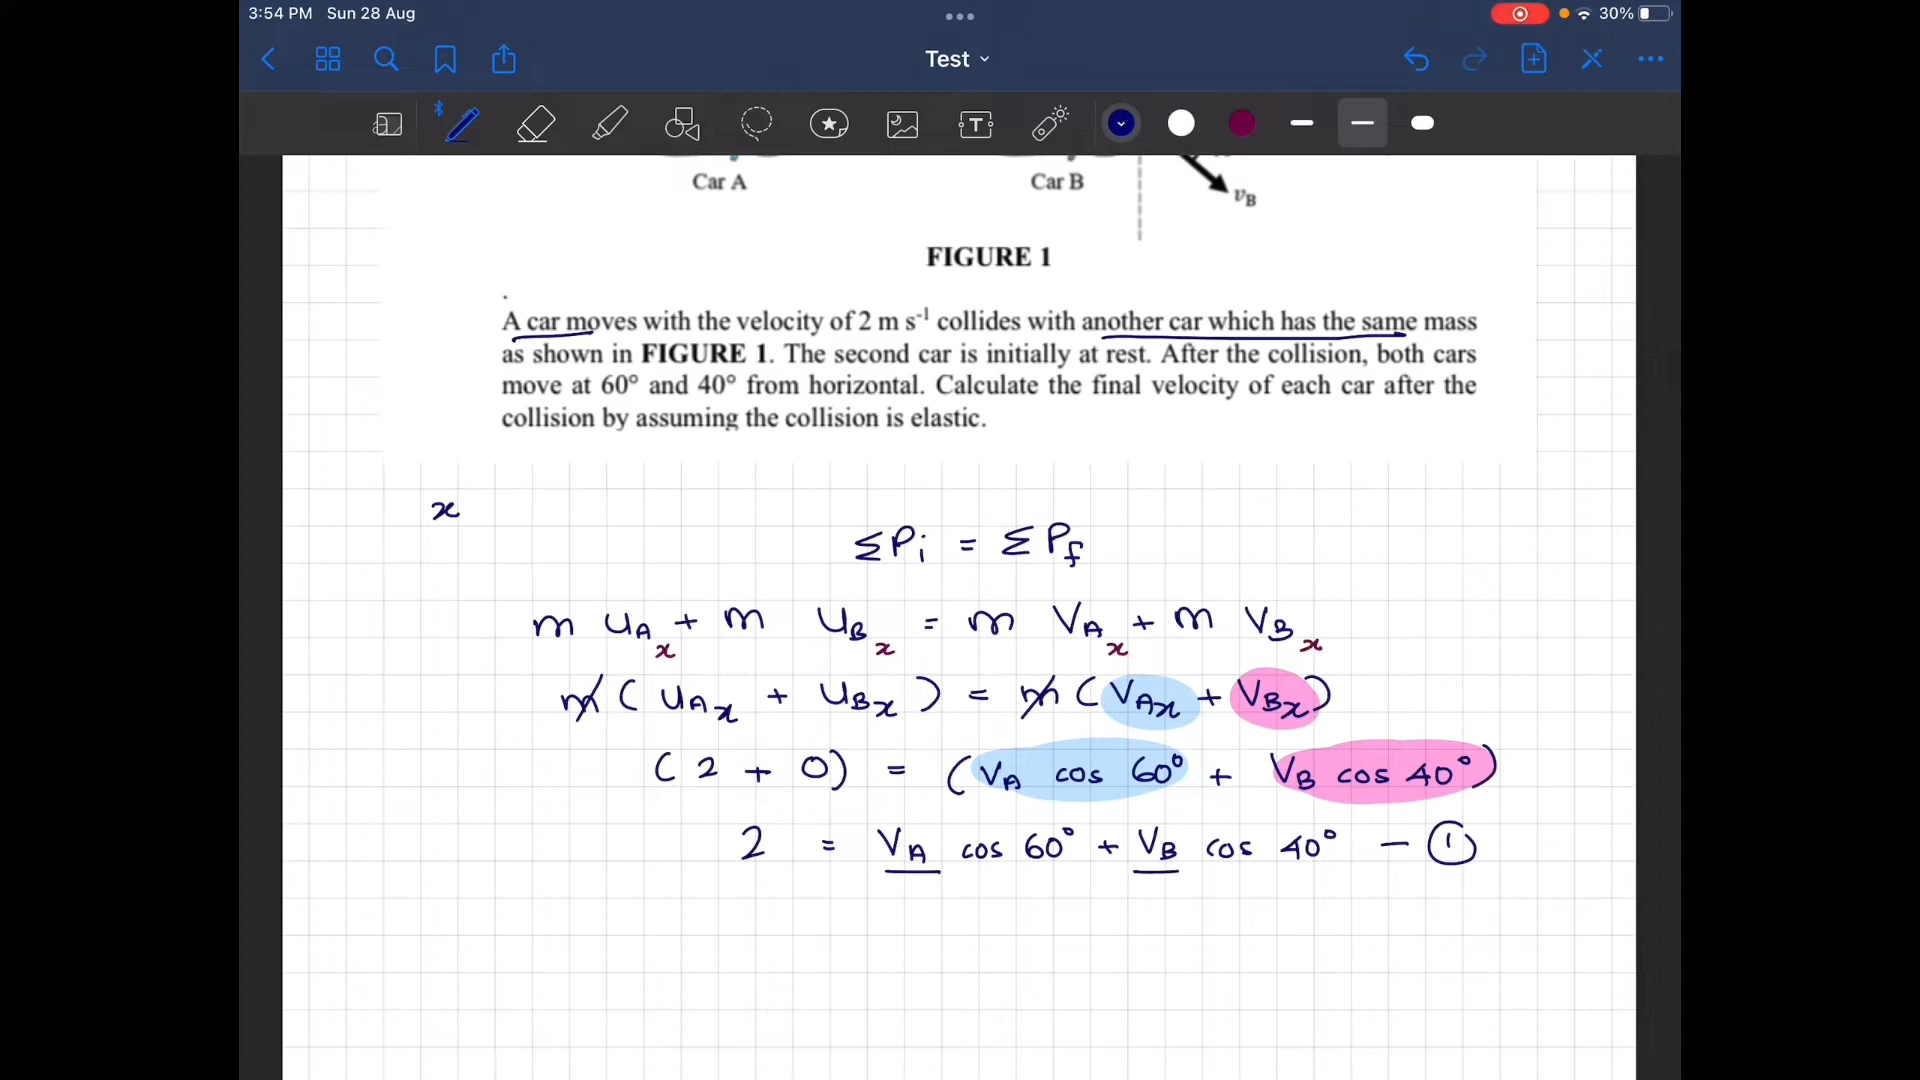 3:54 PM Sun 28 Aug
30%
Test
T
Car A
Car B
vB
FIGURE 1
A car moves with the velocity of 2 m s⁻¹ collides with another car which has the same mass
as shown in FIGURE 1. The second car is initially at rest. After the collision, both cars
move at 60° and 40° from horizontal. Calculate the final velocity of each car after the
collision by assuming the collision is elastic.
x
ΣPi = ΣPf
m UAx + m UBx = m VAx + m VBx
m ( UAx + UBx ) = m ( VAx + VBx )
( 2 + 0 ) = ( VA cos 60° + VB cos 40° )
2 = VA cos 60° + VB cos 40° — ①